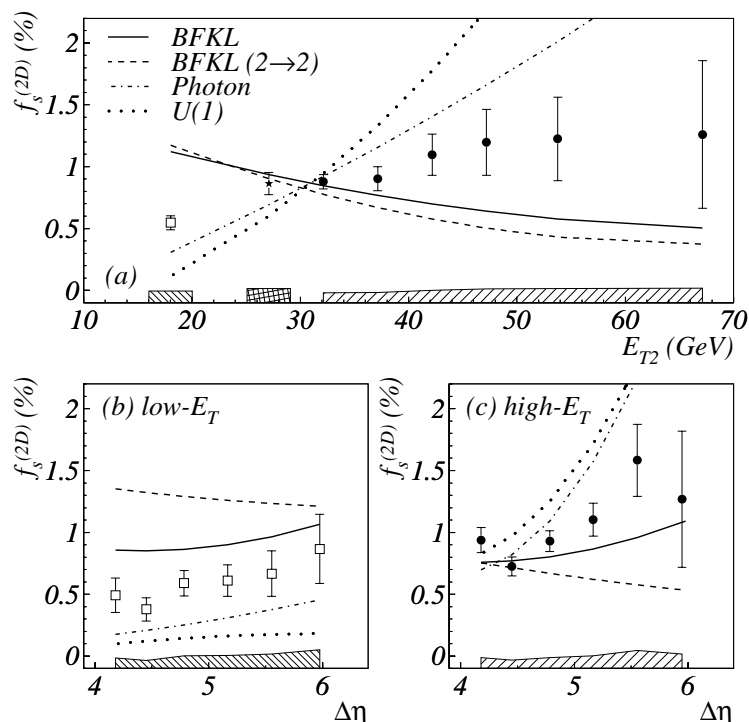 f_s^(2D) (%)
2
1.5
1
0.5
0
BFKL
BFKL (2→2)
Photon
U(1)
(a)
10 20 30 40 50 60 70
E_T2 (GeV)
f_s^(2D) (%)
2
1.5
1
0.5
0
(b) low-E_T
4 5 6
Δη
f_s^(2D) (%)
2
1.5
1
0.5
0
(c) high-E_T
4 5 6
Δη